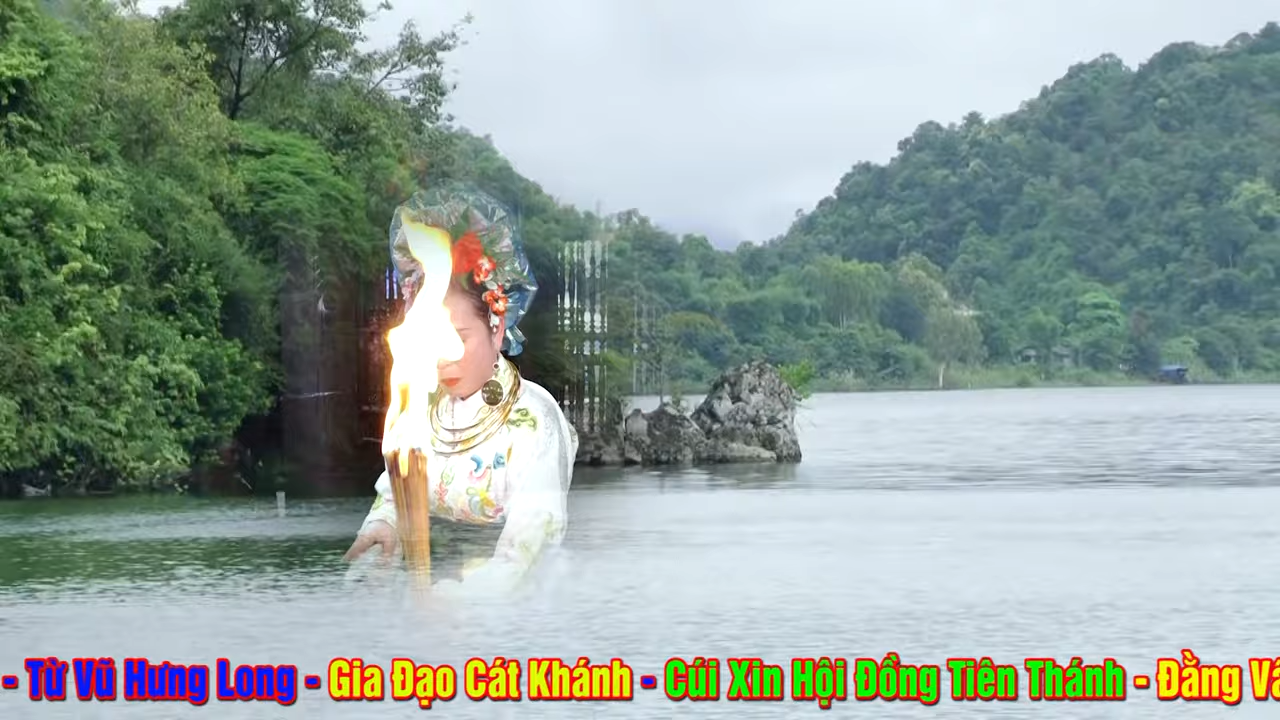 - Từ Vũ Hưng Long - Gia Đạo Cát Khánh - Cúi Xin Hội Đồng Tiên Thánh - Đằng